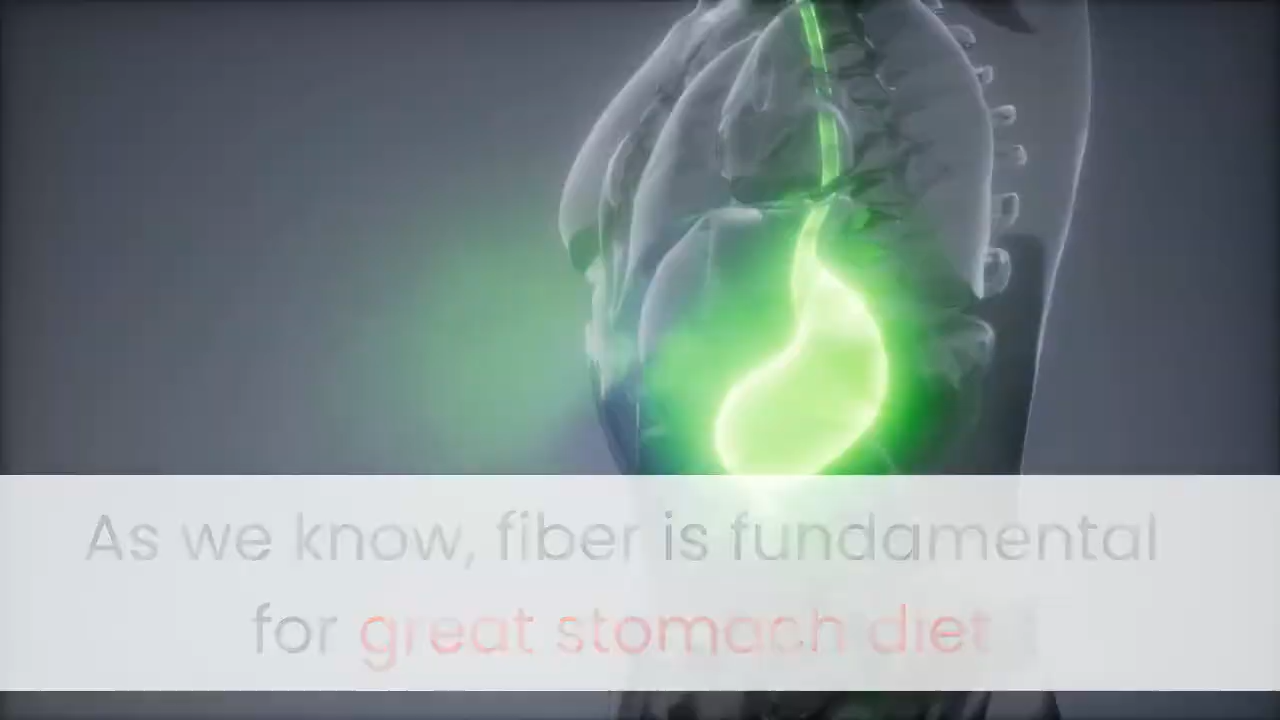 As we know, fiber is fundamental
for great stomach diet